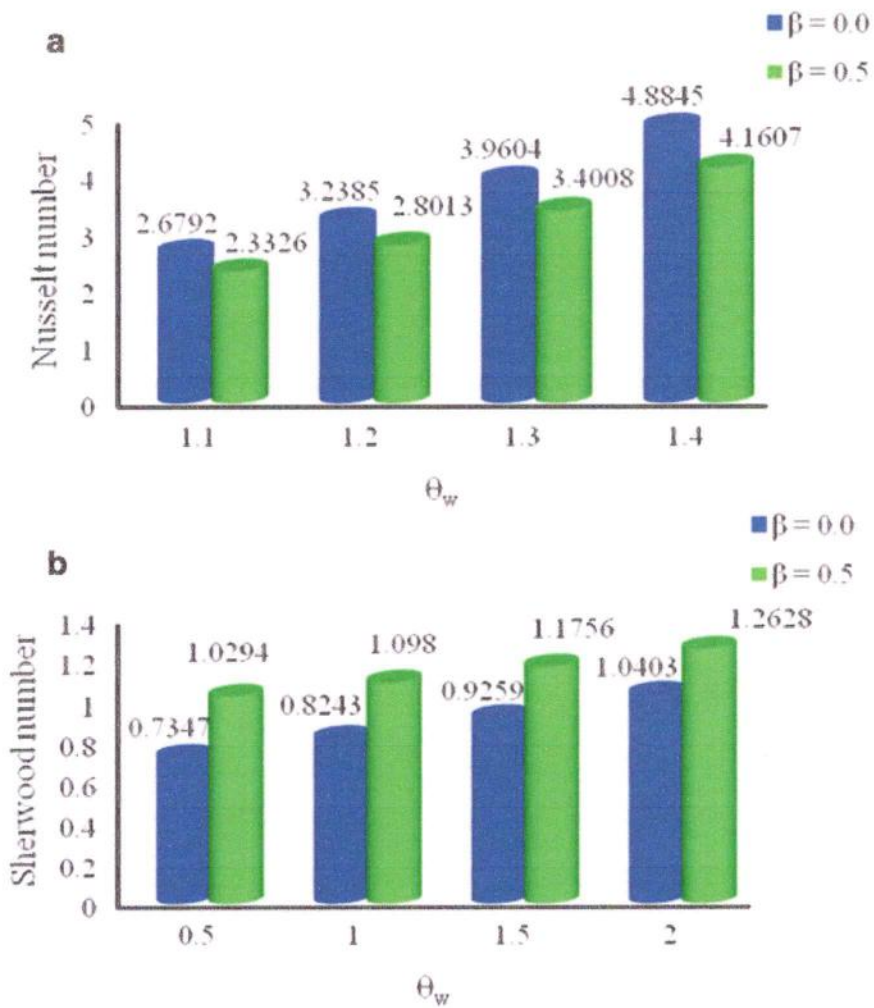 a
β = 0.0
β = 0.5
Nusselt number
5
4
3
2
1
0
2.6792
2.3326
3.2385
2.8013
3.9604
3.4008
4.8845
4.1607
1.1 1.2 1.3 1.4
θw
b
β = 0.0
β = 0.5
Sherwood number
1.4
1.2
1
0.8
0.6
0.4
0.2
0
0.7347
1.0294
0.8243
1.098
0.9259
1.1756
1.0403
1.2628
0.5 1 1.5 2
θw